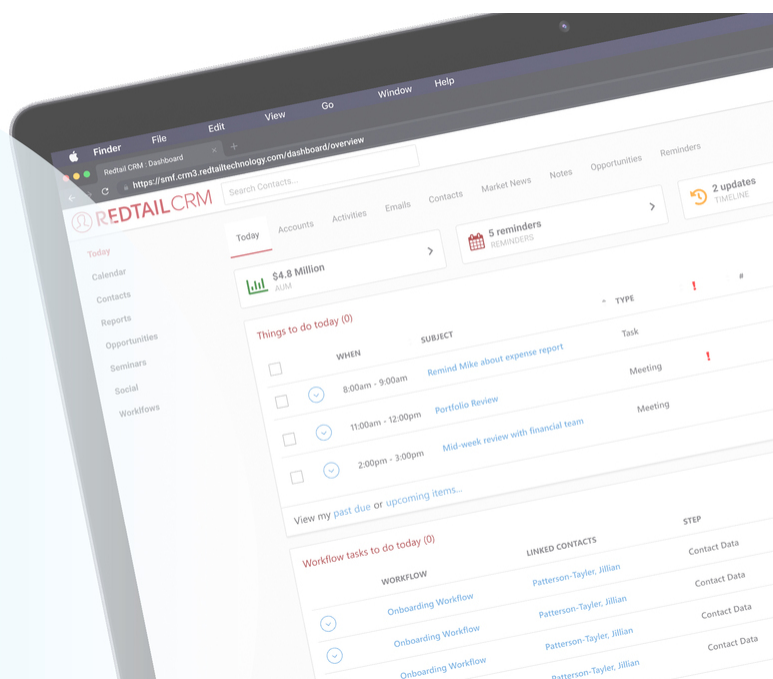 Finder File Edit View Go Window Help
Redtail CRM : Dashboard
https://smf.crm3.redtailtechnology.com/dashboard/overview
REDTAILCRM
Search Contacts...
Today
Calendar
Contacts
Reports
Opportunities
Seminars
Social
Worklfows
Today Accounts Activities Emails Contacts Market News Notes Opportunities Reminders
$4.8 Million
AUM
5 reminders
REMINDERS
2 updates
TIMELINE
Things to do today (0)
WHEN SUBJECT TYPE ! #
8:00am - 9:00am Remind Mike about expense report Task
11:00am - 12:00pm Portfolio Review Meeting !
2:00pm - 3:00pm Mid-week review with financial team Meeting
View my past due or upcoming items...
Workflow tasks to do today (0)
WORKFLOW LINKED CONTACTS STEP
Onboarding Workflow Patterson-Tayler, Jillian Contact Data
Onboarding Workflow Patterson-Tayler, Jillian Contact Data
Onboarding Workflow Patterson-Tayler, Jillian Contact Data
Patterson-Tayler, Jillian Contact Data